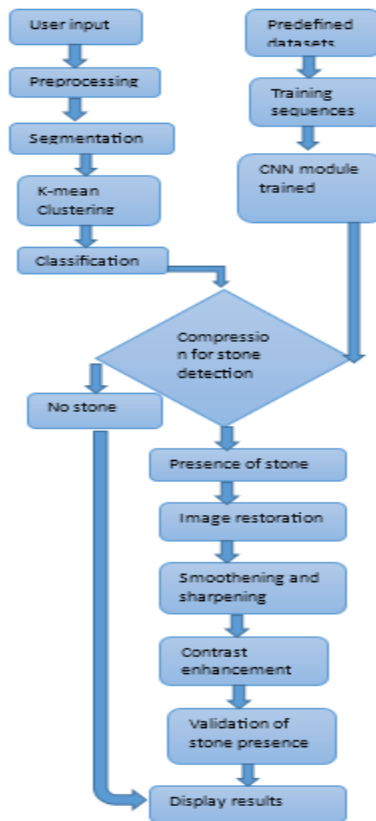 User input
Preprocessing
Segmentation
K-mean
Clustering
Classification
Predefined
datasets
Training
sequences
CNN module
trained
Compressio
n for stone
detection
No stone
Presence of stone
Image restoration
Smoothening and
sharpening
Contrast
enhancement
Validation of
stone presence
Display results